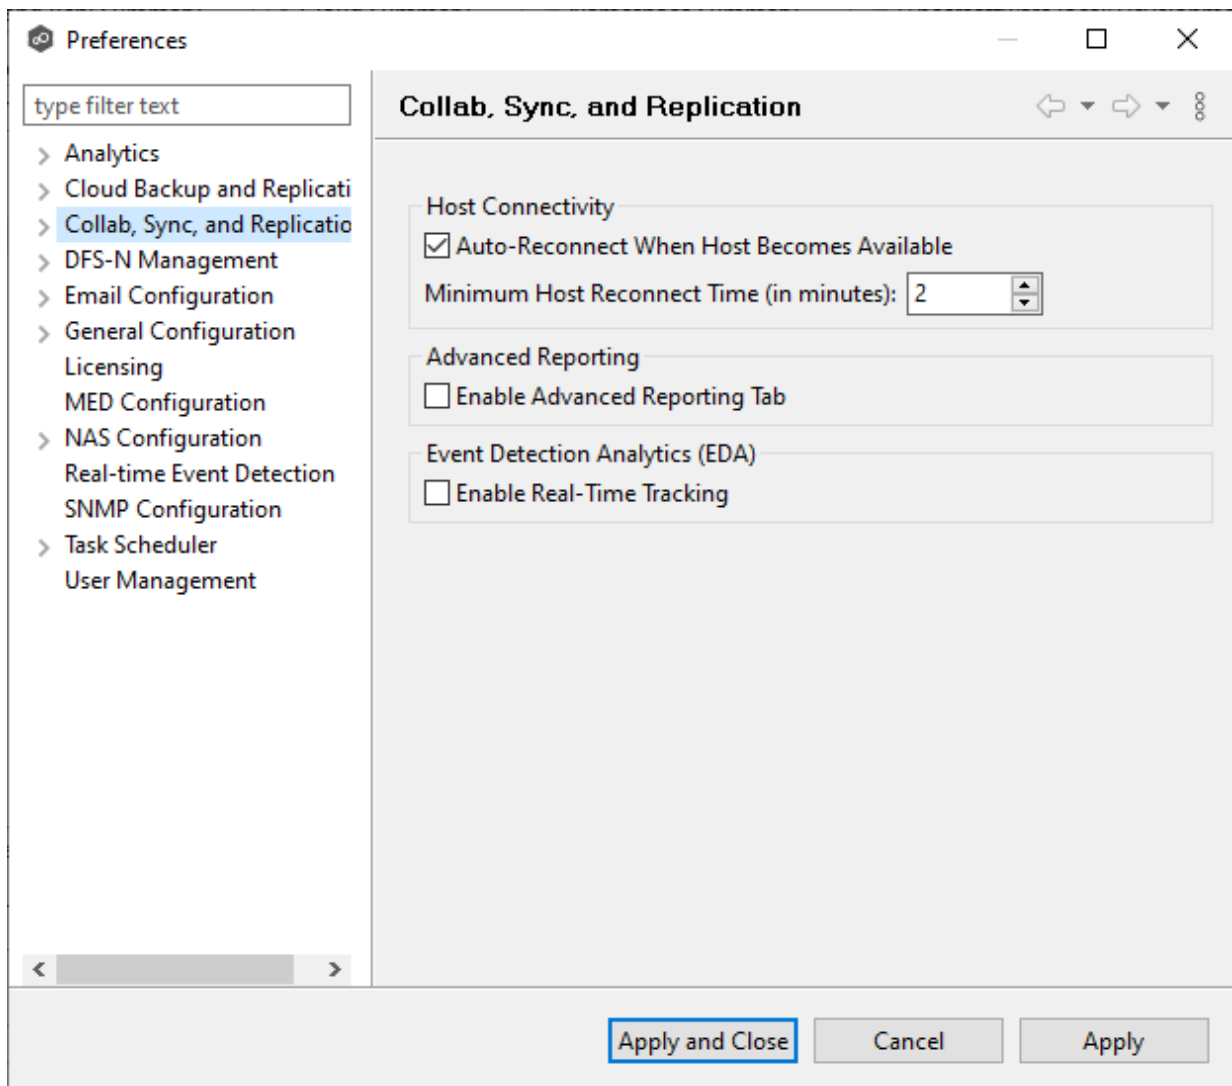 Preferences
type filter text
Analytics
Cloud Backup and Replicati
Collab, Sync, and Replicatio
DFS-N Management
Email Configuration
General Configuration
Licensing
MED Configuration
NAS Configuration
Real-time Event Detection
SNMP Configuration
Task Scheduler
User Management
Collab, Sync, and Replication
Host Connectivity
Auto-Reconnect When Host Becomes Available
Minimum Host Reconnect Time (in minutes): 2
Advanced Reporting
Enable Advanced Reporting Tab
Event Detection Analytics (EDA)
Enable Real-Time Tracking
Apply and Close
Cancel
Apply